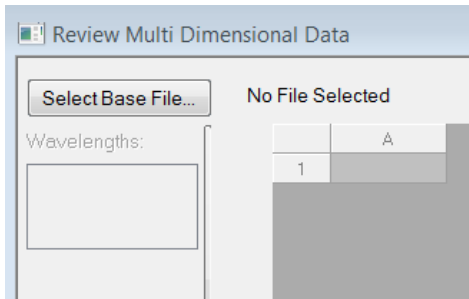 Review Multi Dimensional Data
Select Base File... No File Selected
Wavelengths:
A
1